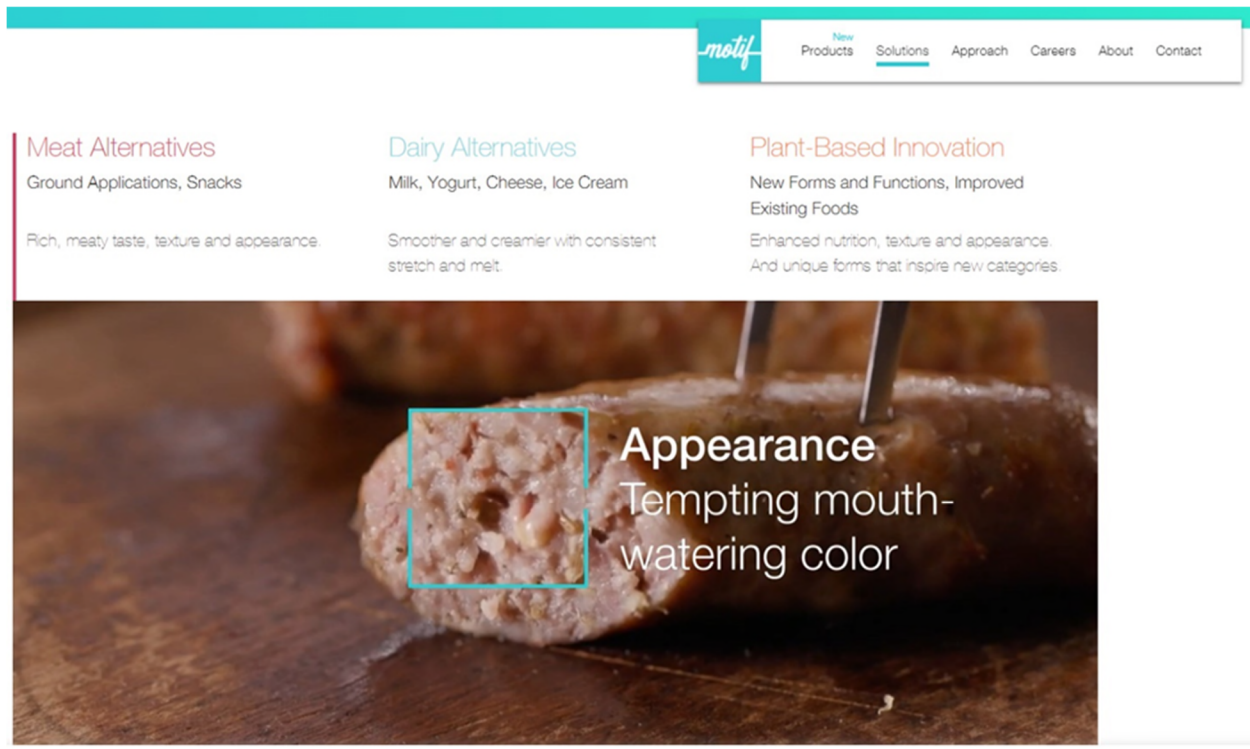 motif
New
Products Solutions Approach Careers About Contact
Meat Alternatives
Ground Applications, Snacks
Rich, meaty taste, texture and appearance.
Dairy Alternatives
Milk, Yogurt, Cheese, Ice Cream
Smoother and creamier with consistent
stretch and melt.
Plant-Based Innovation
New Forms and Functions, Improved
Existing Foods
Enhanced nutrition, texture and appearance.
And unique forms that inspire new categories.
Appearance
Tempting mouth-
watering color